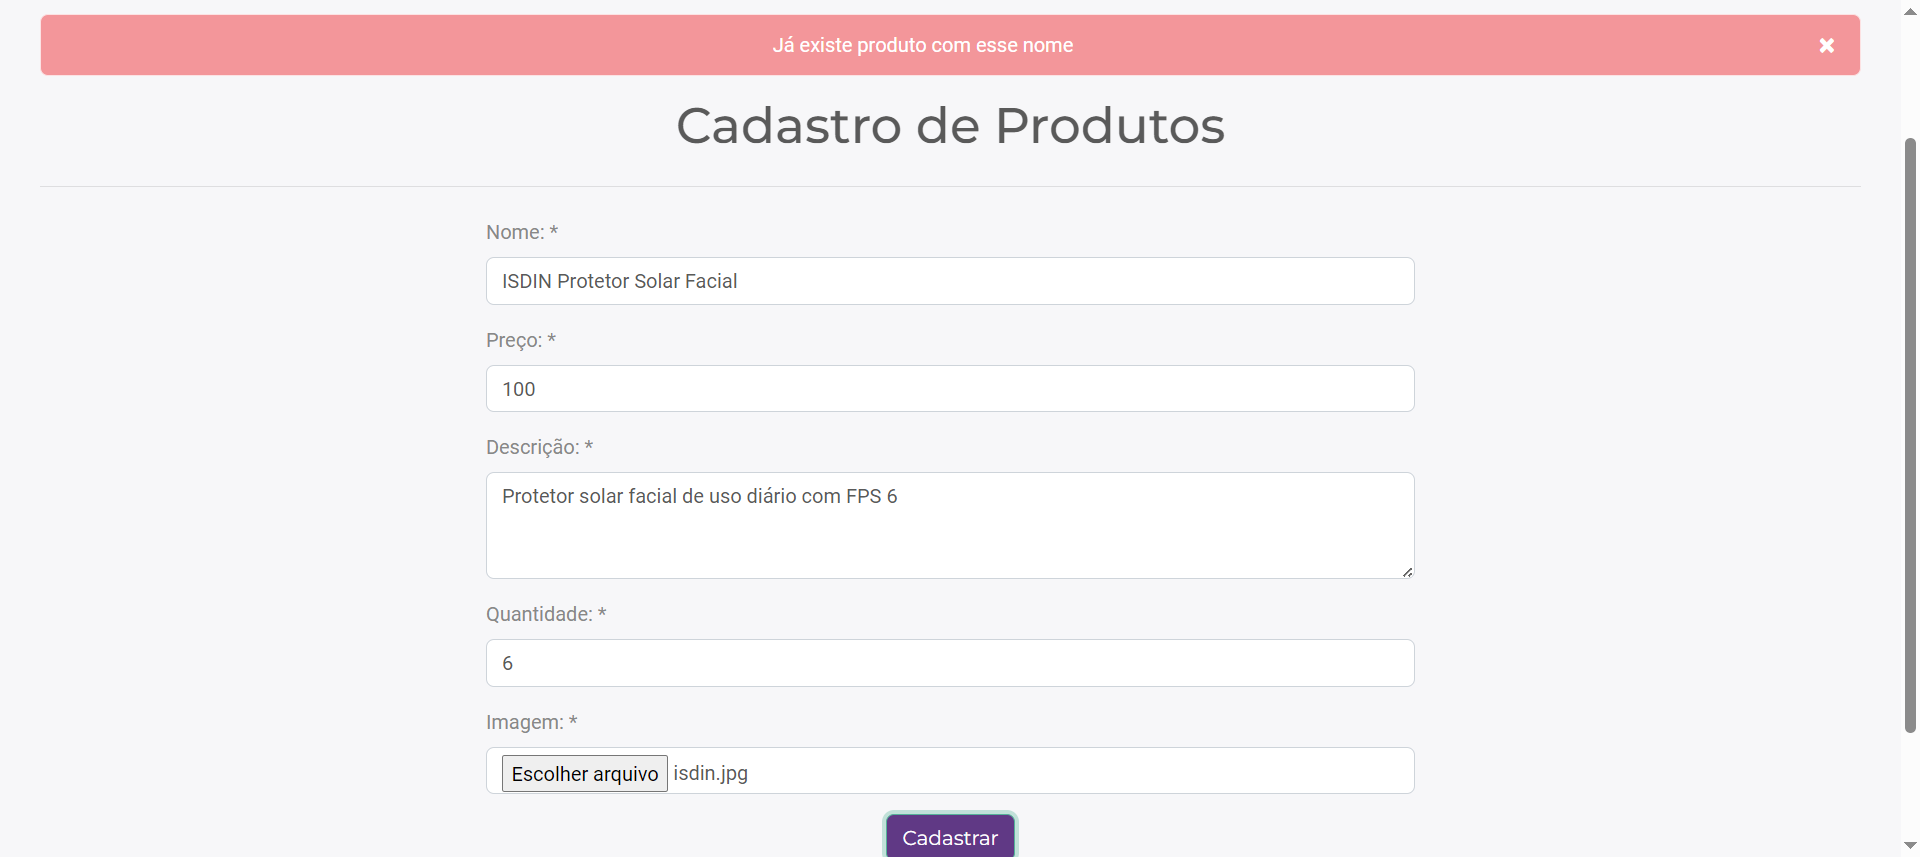 Já existe produto com esse nome
Cadastro de Produtos
Nome: *
ISDIN Protetor Solar Facial
Preço: *
100
Descrição: *
Protetor solar facial de uso diário com FPS 6
Quantidade: *
6
Imagem: *
Escolher arquivo isdin.jpg
Cadastrar